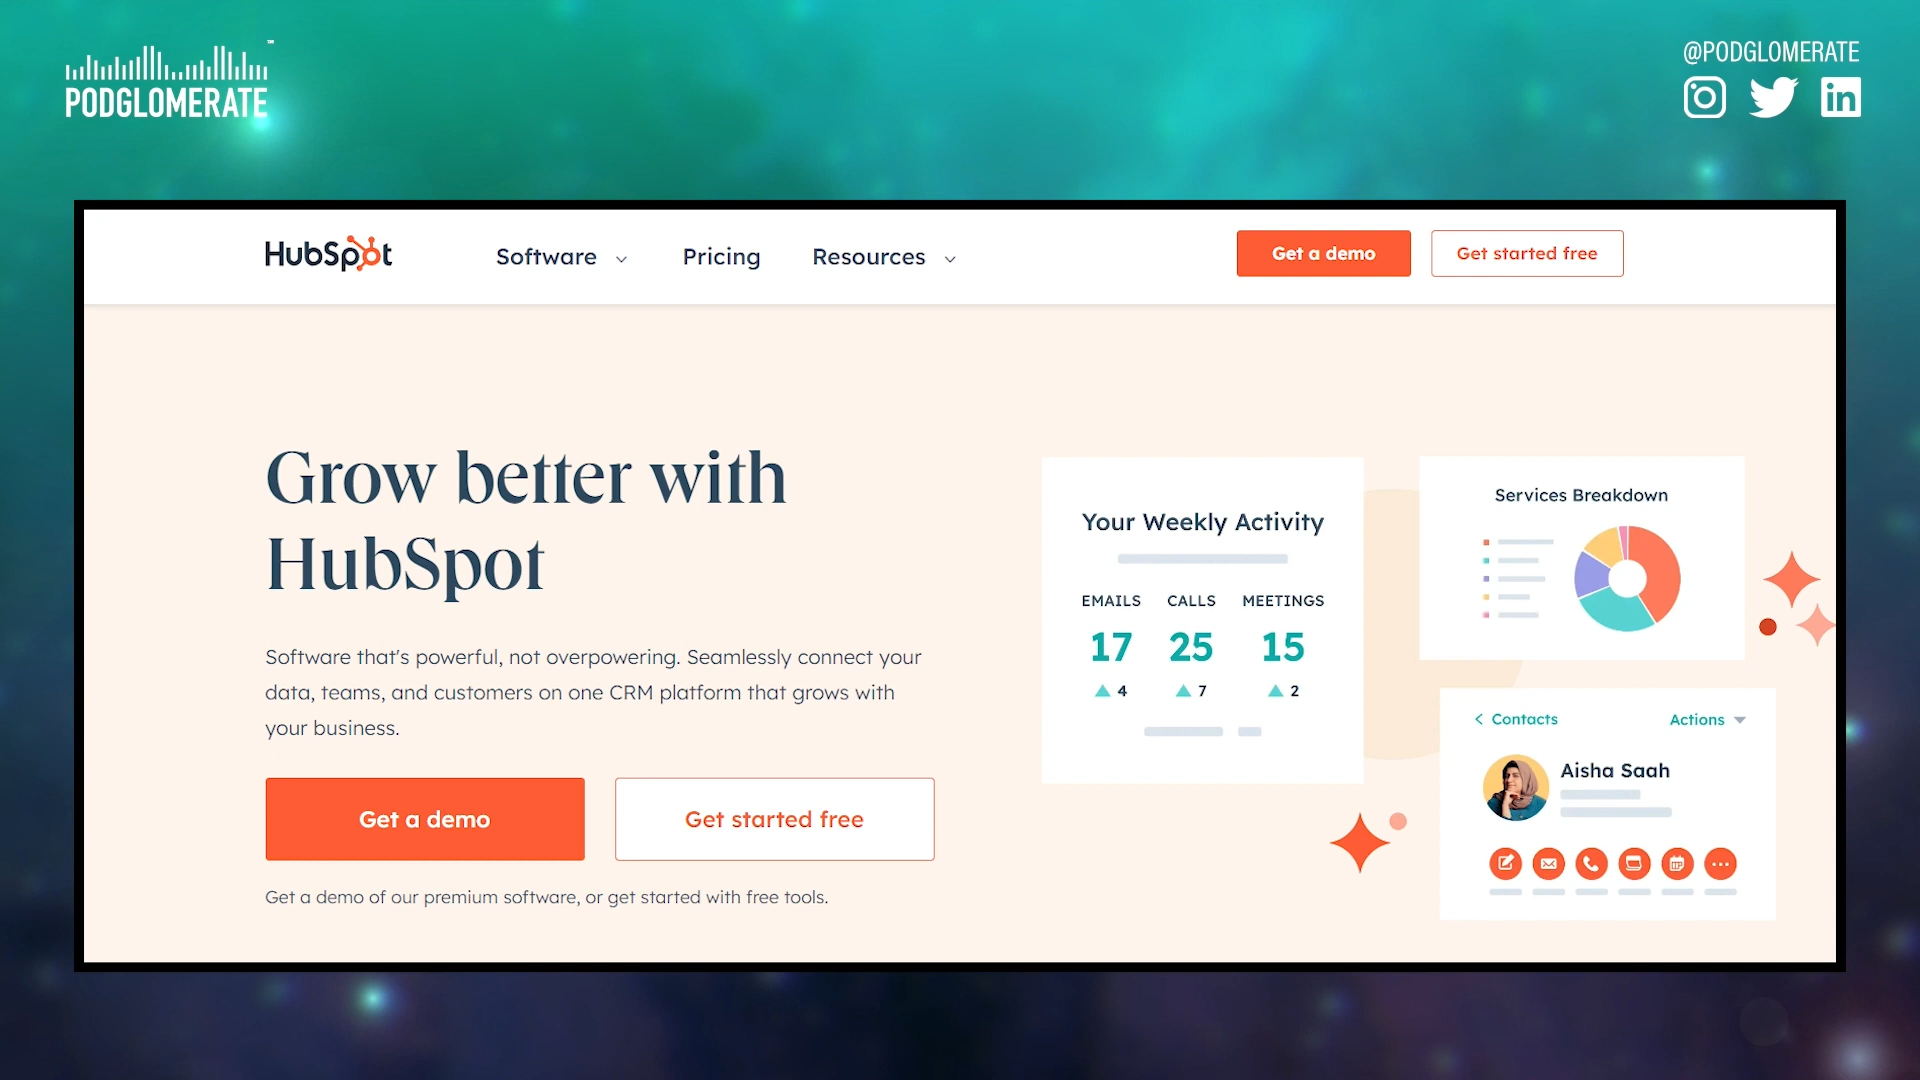 PODGLOMERATE™
@PODGLOMERATE
HubSpot
Software
Pricing
Resources
Get a demo
Get started free
Grow better with
HubSpot
Software that's powerful, not overpowering. Seamlessly connect your
data, teams, and customers on one CRM platform that grows with
your business.
Get a demo
Get started free
Get a demo of our premium software, or get started with free tools.
Your Weekly Activity
EMAILS CALLS MEETINGS
17 25 15
4 7 2
Services Breakdown
< Contacts
Actions
Aisha Saah